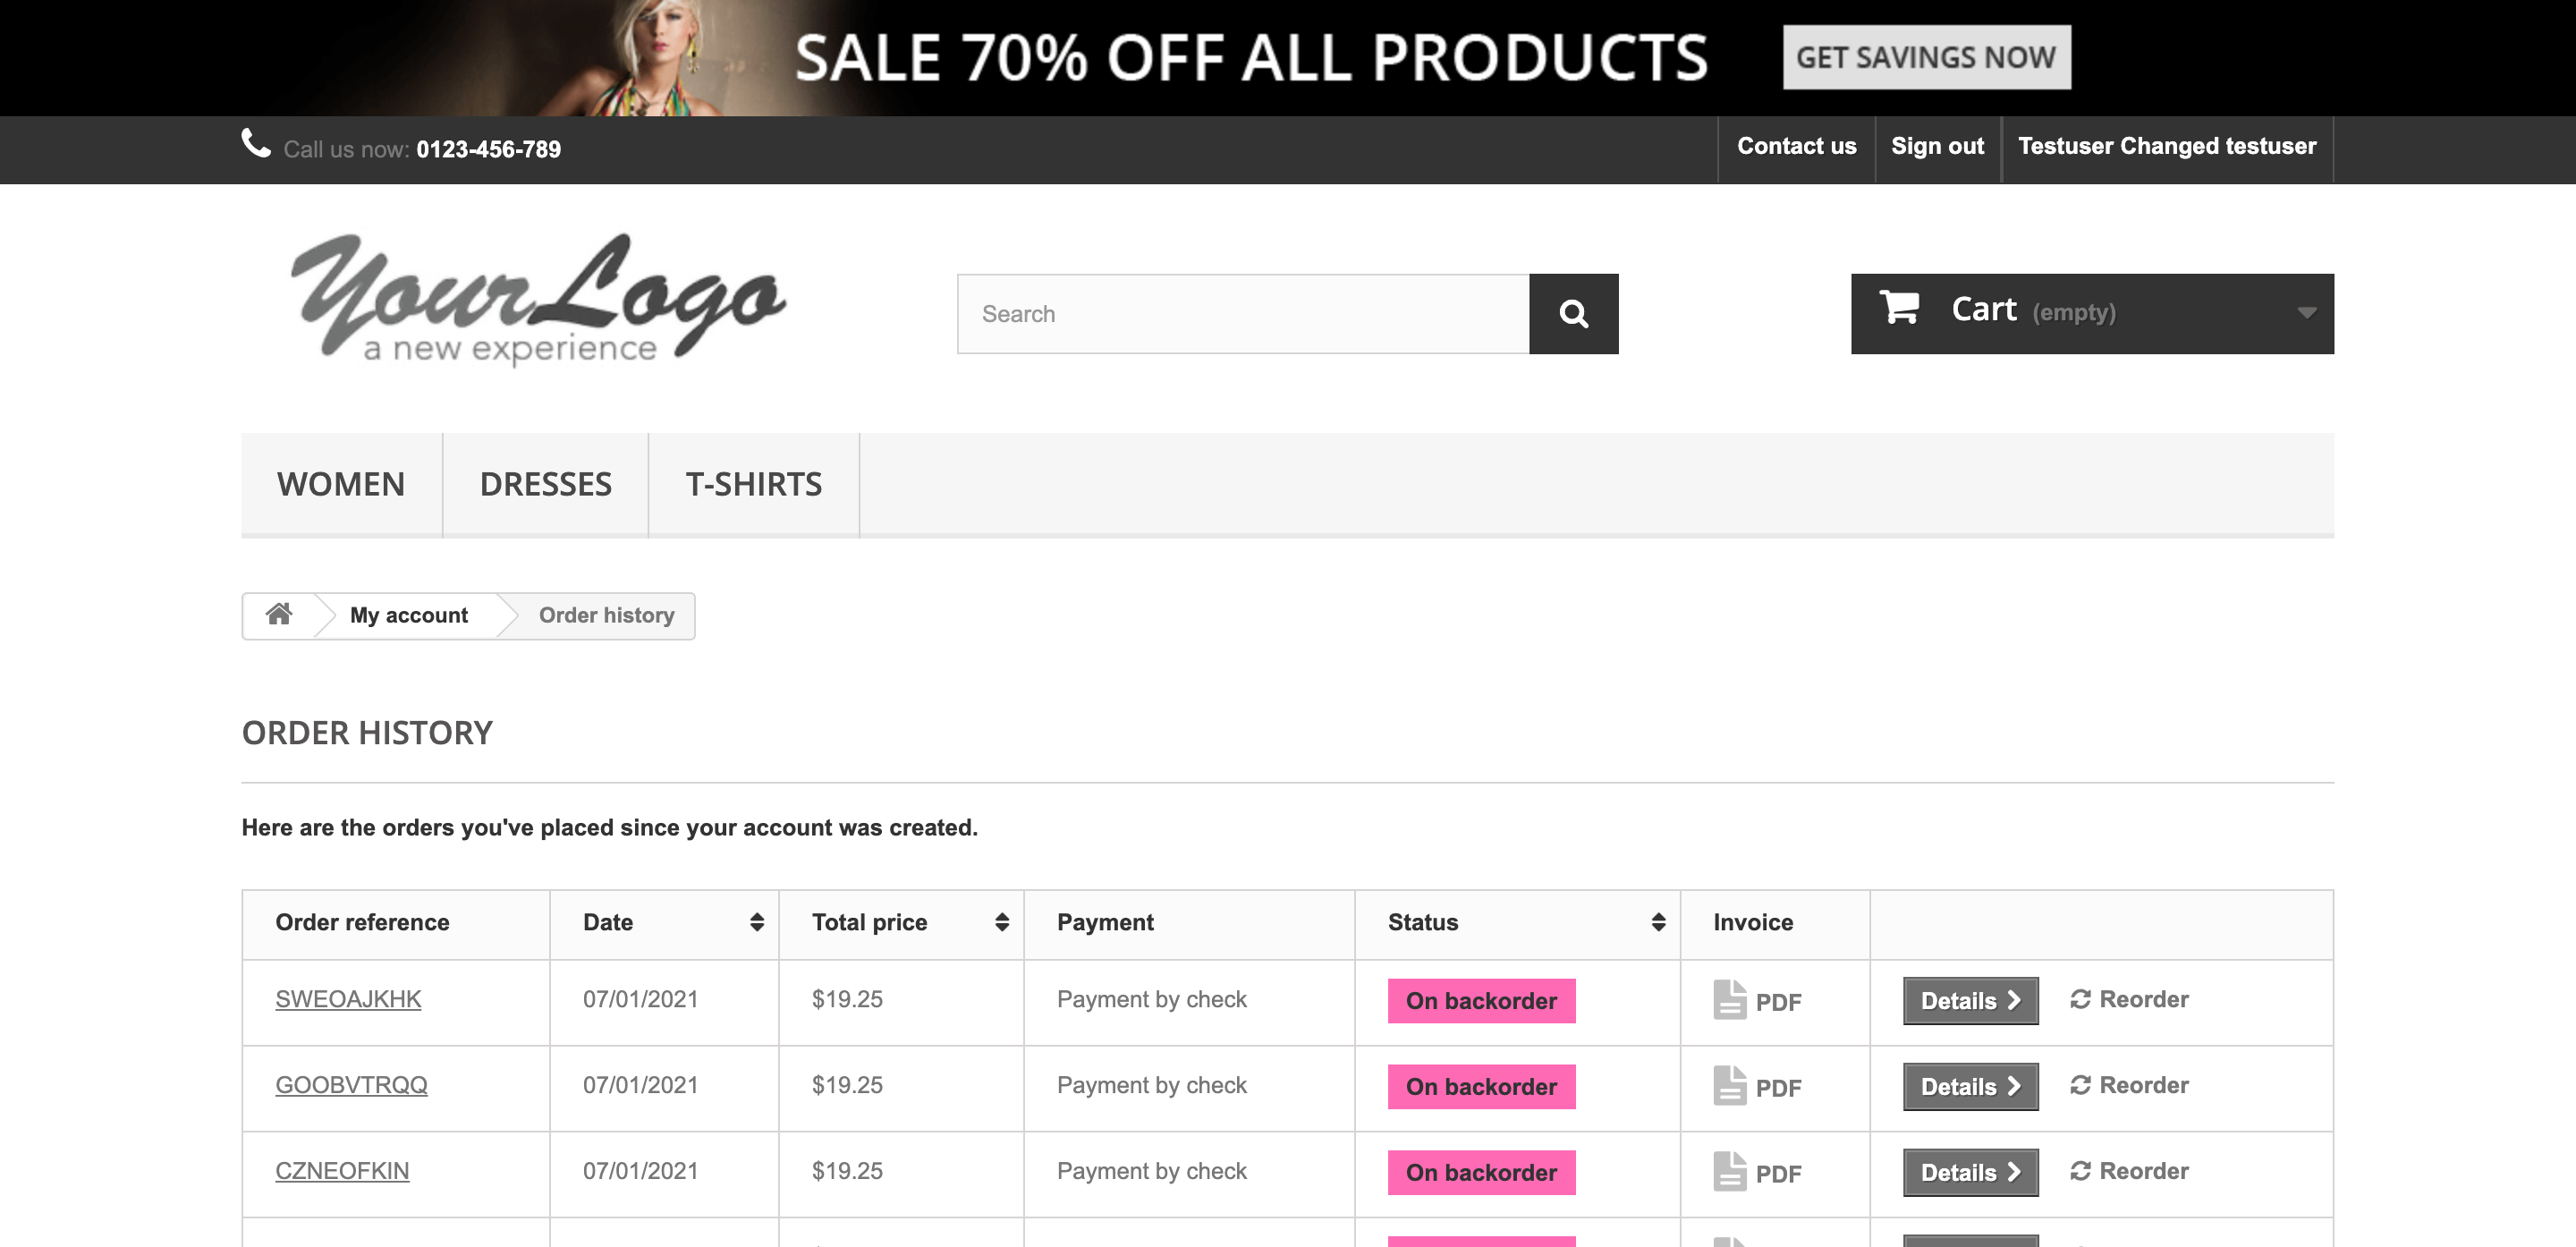 SALE 70% OFF ALL PRODUCTS GET SAVINGS NOW
Call us now: 0123-456-789 Contact us Sign out Testuser Changed testuser
Your Logo
a new experience
Search
Cart (empty)
WOMEN DRESSES T-SHIRTS
My account Order history
ORDER HISTORY
Here are the orders you've placed since your account was created.
Order reference Date Total price Payment Status Invoice
SWEOAJKHK 07/01/2021 $19.25 Payment by check On backorder PDF Details Reorder
GOOBVTRQQ 07/01/2021 $19.25 Payment by check On backorder PDF Details Reorder
CZNEOFKIN 07/01/2021 $19.25 Payment by check On backorder PDF Details Reorder